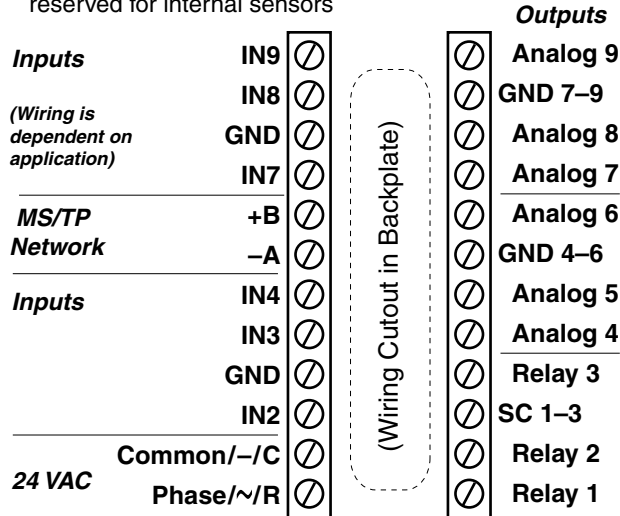 reserved for internal sensors
Inputs
(Wiring is
dependent on
application)
IN9
IN8
GND
IN7
MS/TP
Network
+B
–A
Inputs
IN4
IN3
GND
IN2
24 VAC
Common/–/C
Phase/~/R
(Wiring Cutout in Backplate)
Outputs
Analog 9
GND 7–9
Analog 8
Analog 7
Analog 6
GND 4–6
Analog 5
Analog 4
Relay 3
SC 1–3
Relay 2
Relay 1